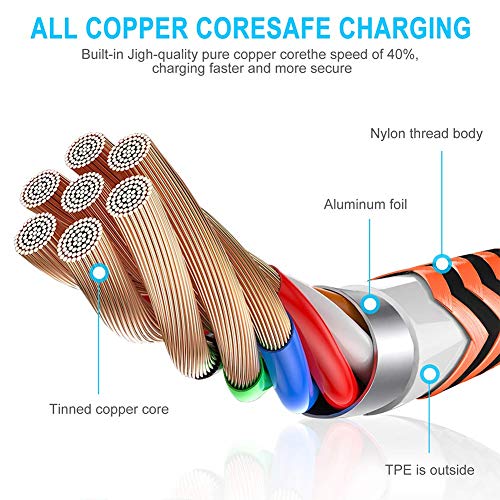 ALL COPPER CORESAFE CHARGING
Built-in Jigh-quality pure copper corethe speed of 40%,
charging faster and more secure
Nylon thread body
Aluminum foil
Tinned copper core
TPE is outside